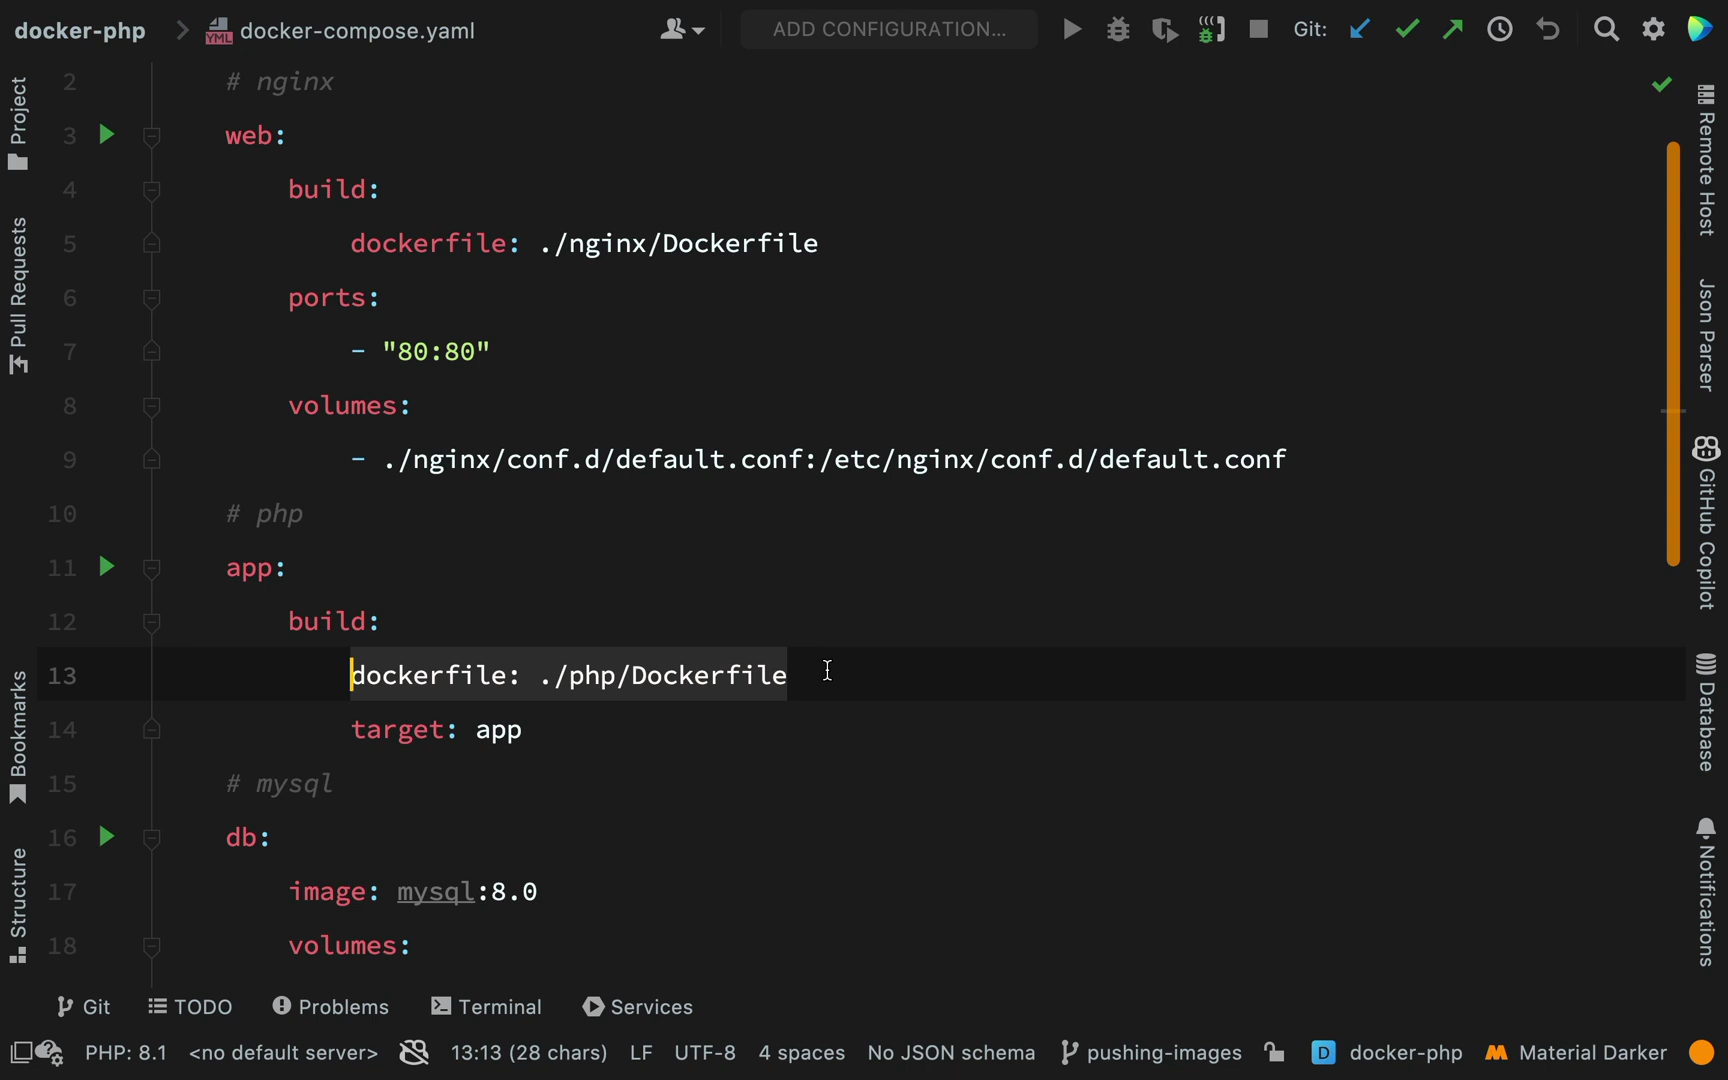 docker-php docker-compose.yaml ADD CONFIGURATION... Git:
Project
Pull Requests
Bookmarks
Structure
2 # nginx
3 web:
4 build:
5 dockerfile: ./nginx/Dockerfile
6 ports:
7 - "80:80"
8 volumes:
9 - ./nginx/conf.d/default.conf:/etc/nginx/conf.d/default.conf
10 # php
11 app:
12 build:
13 dockerfile: ./php/Dockerfile
14 target: app
15 # mysql
16 db:
17 image: mysql:8.0
18 volumes:
Remote Host
Json Parser
GitHub Copilot
Database
Notifications
Git TODO Problems Terminal Services
PHP: 8.1 <no default server> 13:13 (28 chars) LF UTF-8 4 spaces No JSON schema pushing-images D docker-php Material Darker